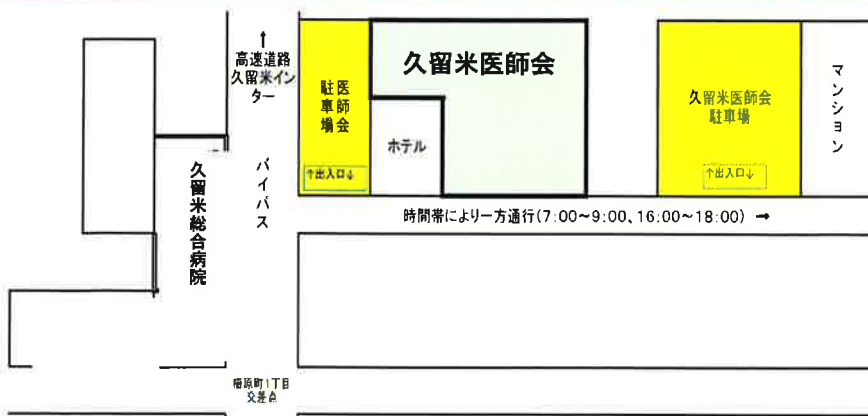 ↑
高速道路
久留米イン
ター
バイパス
久留米総合病院
医師会
駐車場
↑出入口↓
久留米医師会
ホテル
久留米医師会
駐車場
↑出入口↓
マンション
時間帯により一方通行(7:00～9:00、16:00～18:00) →
櫛原町1丁目
交差点